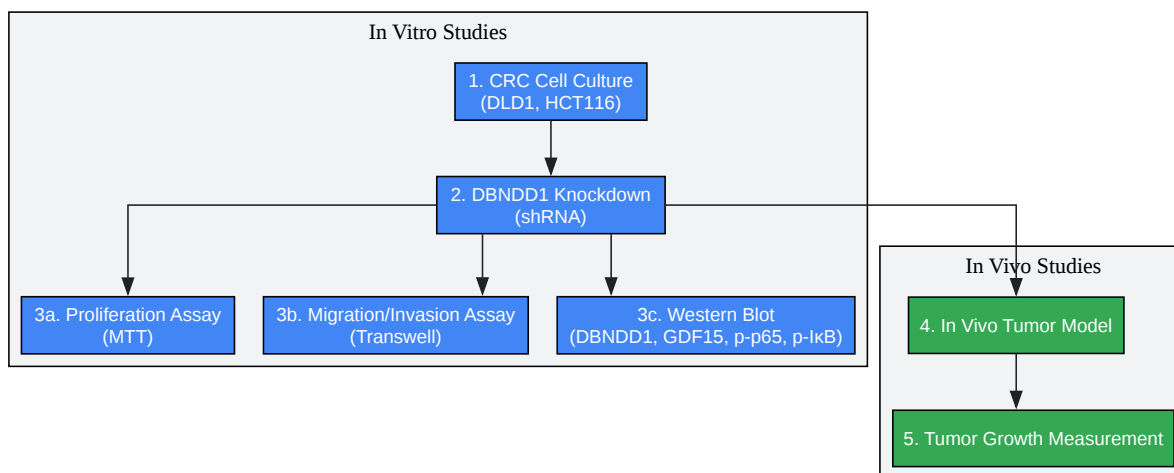 In Vitro Studies
1. CRC Cell Culture
(DLD1, HCT116)
2. DBNDD1 Knockdown
(shRNA)
3a. Proliferation Assay
(MTT)
3b. Migration/Invasion Assay
(Transwell)
3c. Western Blot
(DBNDD1, GDF15, p-p65, p-IκB)
In Vivo Studies
4. In Vivo Tumor Model
5. Tumor Growth Measurement